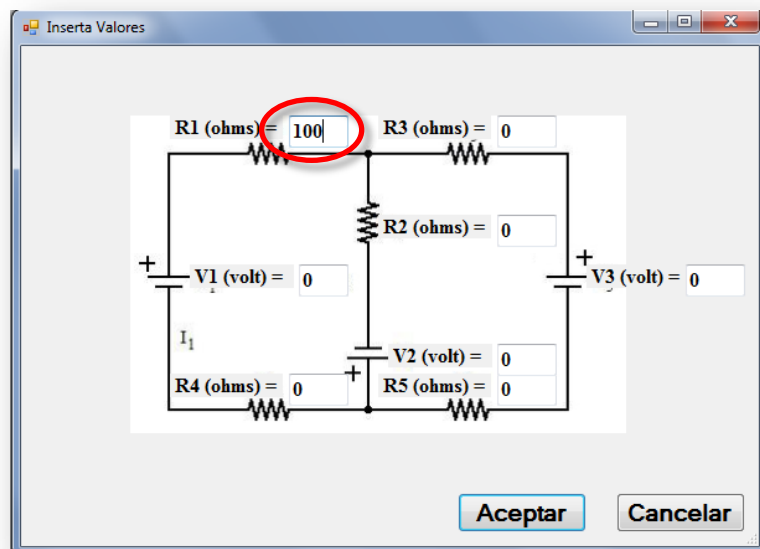 Inserta Valores
R1 (ohms) = 100 R3 (ohms) = 0
R2 (ohms) = 0
+ +
V1 (volt) = 0 V3 (volt) = 0
I1
V2 (volt) = 0
+
R4 (ohms) = 0 R5 (ohms) = 0
Aceptar Cancelar